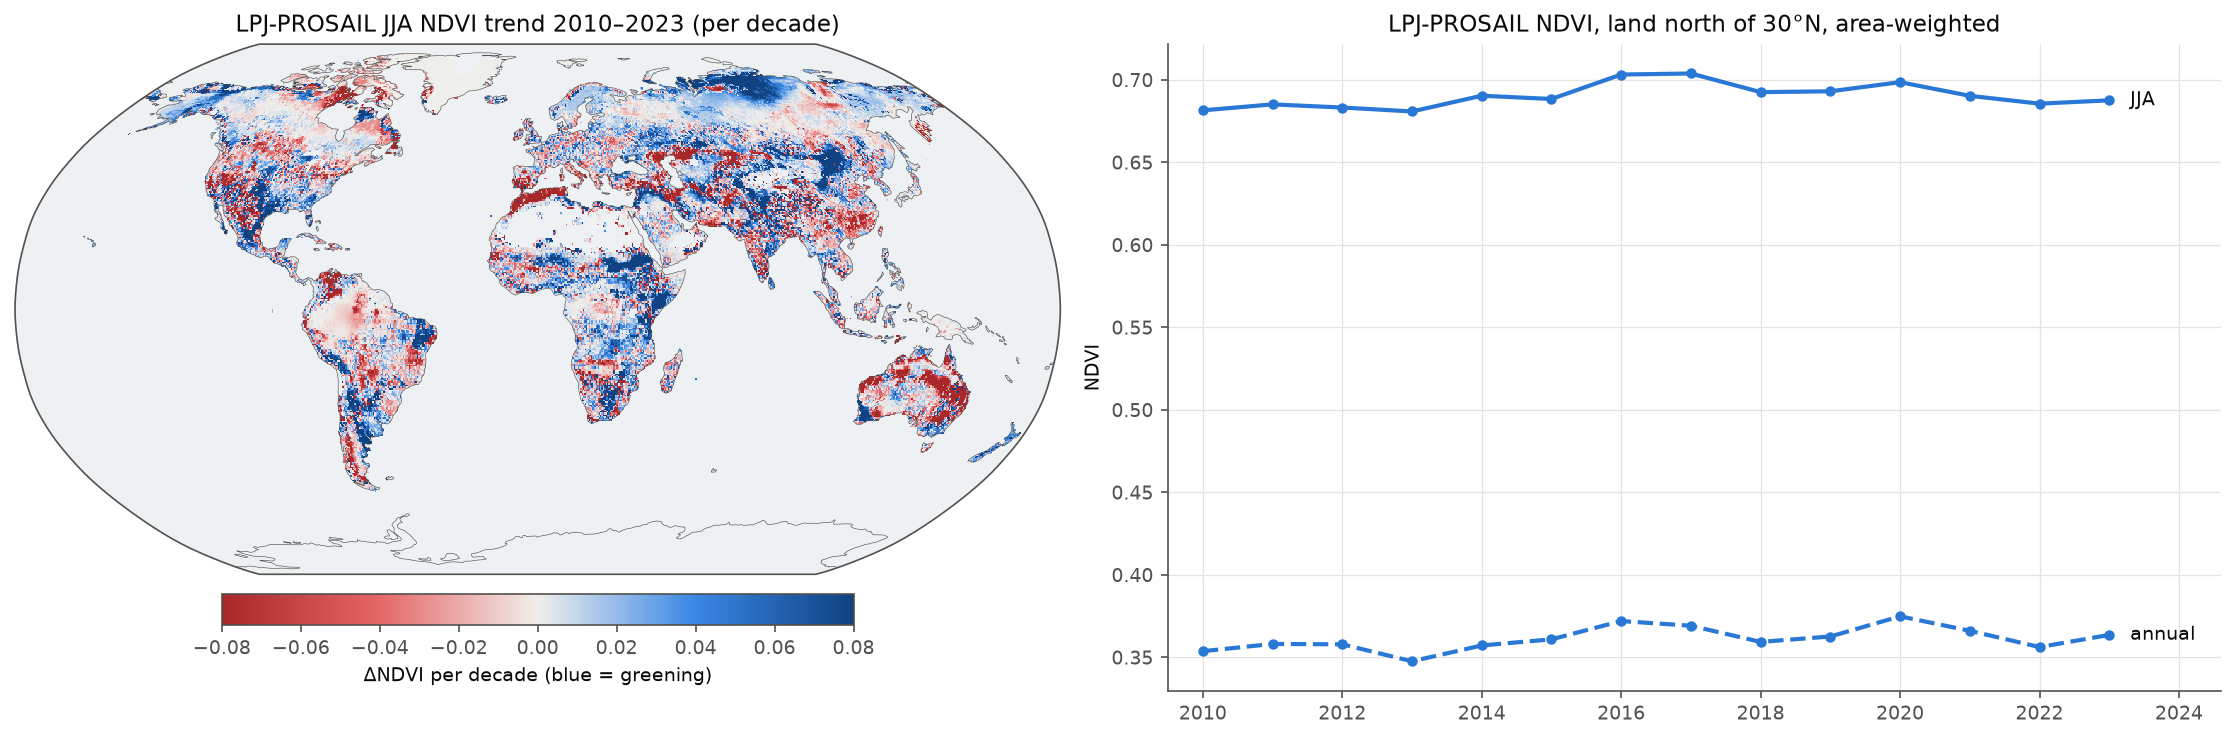 LPJ-PROSAIL JJA NDVI trend 2010–2023 (per decade)
−0.08 −0.06 −0.04 −0.02 0.00 0.02 0.04 0.06 0.08
ΔNDVI per decade (blue = greening)
LPJ-PROSAIL NDVI, land north of 30°N, area-weighted
NDVI
0.70
0.65
0.60
0.55
0.50
0.45
0.40
0.35
JJA
annual
2010 2012 2014 2016 2018 2020 2022 2024